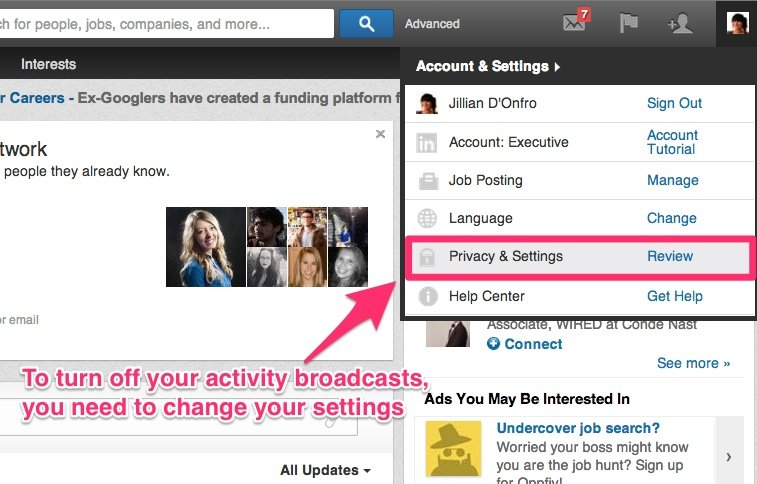 ch for people, jobs, companies, and more...
Advanced
7
Interests
Account & Settings
r Careers - Ex-Googlers have created a funding platform f
Jillian D'Onfro Sign Out
in Account: Executive Account
Tutorial
Job Posting Manage
Language Change
Privacy & Settings Review
Help Center Get Help
twork
people they already know.
or email
To turn off your activity broadcasts,
you need to change your settings
Associate, WIRED at Conde Nast
Connect
See more »
Ads You May Be Interested In
Undercover job search?
Worried your boss might know
you are the job hunt? Sign up
for Oppfiy!
All Updates